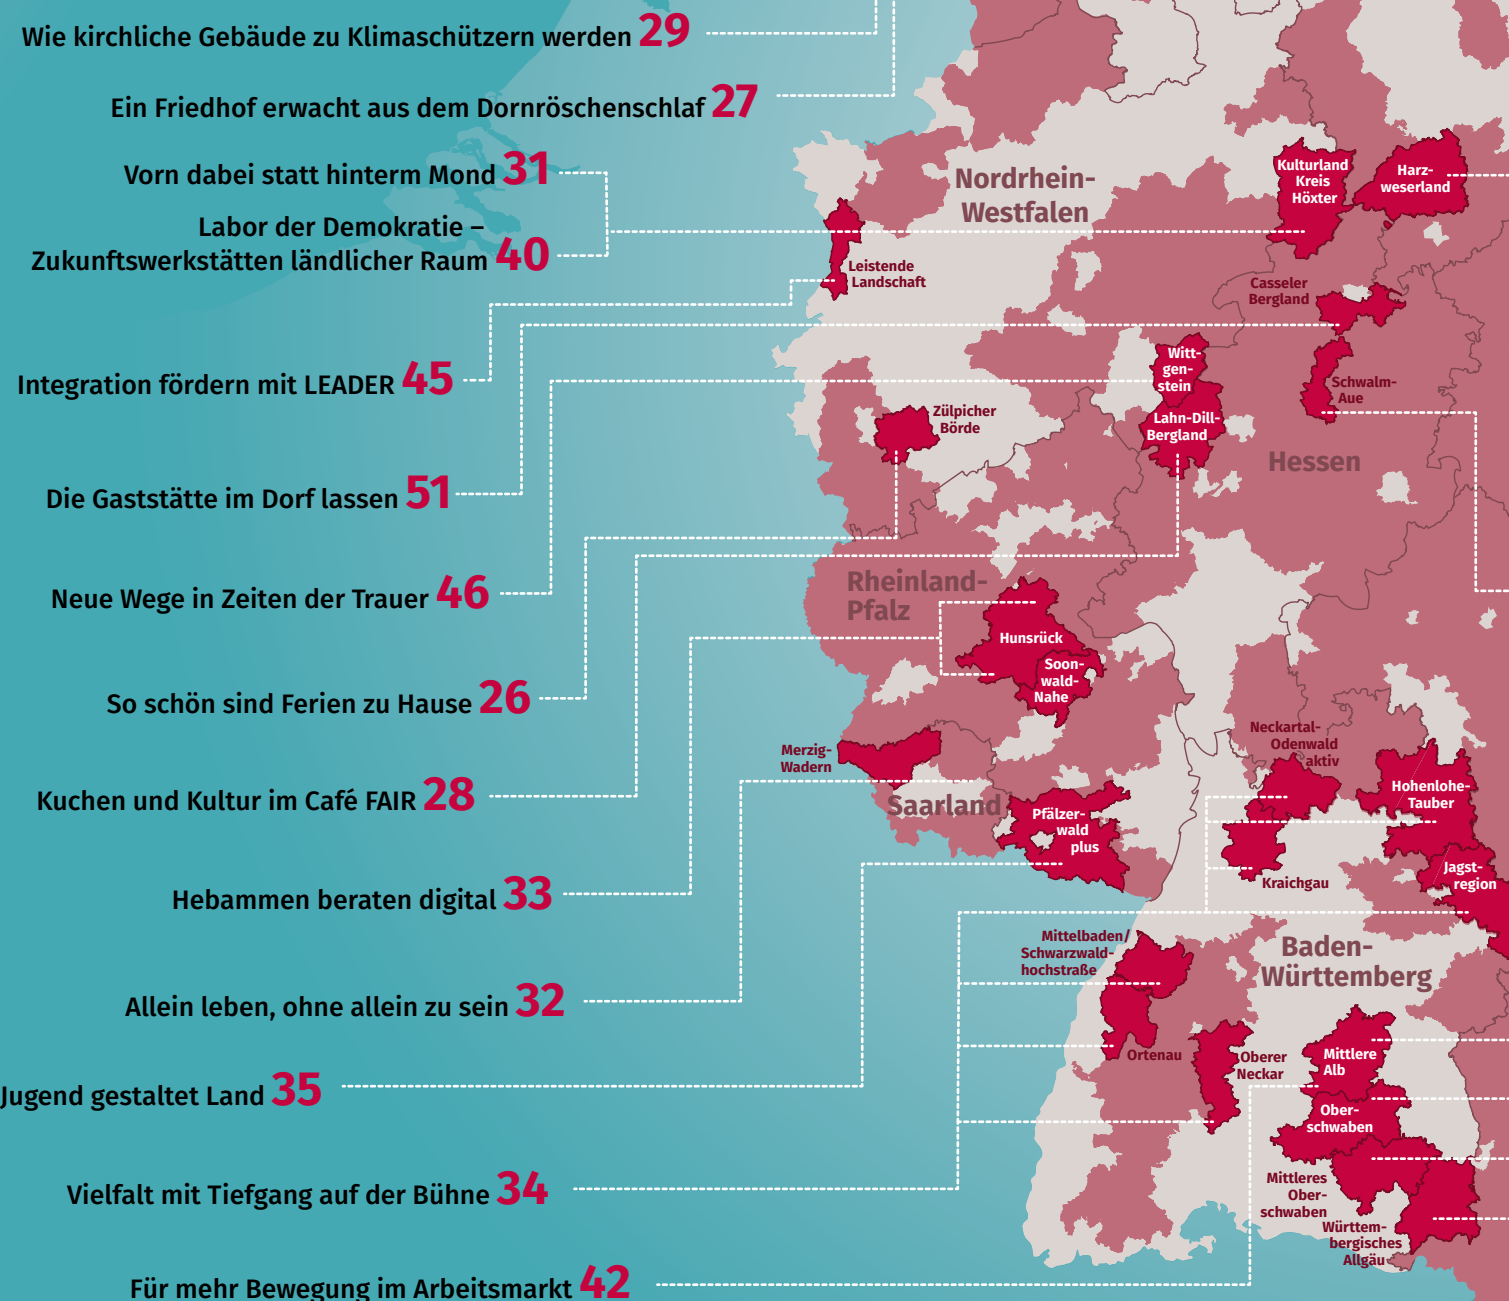 Wie kirchliche Gebäude zu Klimaschützern werden 29
Ein Friedhof erwacht aus dem Dornröschenschlaf 27
Vorn dabei statt hinterm Mond 31
Labor der Demokratie –
Zukunftswerkstätten ländlicher Raum 40
Integration fördern mit LEADER 45
Die Gaststätte im Dorf lassen 51
Neue Wege in Zeiten der Trauer 46
So schön sind Ferien zu Hause 26
Kuchen und Kultur im Café FAIR 28
Hebammen beraten digital 33
Allein leben, ohne allein zu sein 32
Jugend gestaltet Land 35
Vielfalt mit Tiefgang auf der Bühne 34
Für mehr Bewegung im Arbeitsmarkt 42
Nordrhein-
Westfalen
Kulturland
Kreis
Höxter
Harz-
weserland
Leistende
Landschaft
Casseler
Bergland
Witt-
gen-
stein
Schwalm-
Aue
Zülpicher
Börde
Lahn-Dill-
Bergland
Hessen
Rheinland-
Pfalz
Hunsrück
Soon-
wald-
Nahe
Merzig-
Wadern
Saarland
Pfälzer-
wald
plus
Neckartal-
Odenwald
aktiv
Hohenlohe-
Tauber
Kraichgau
Jagst-
region
Mittelbaden/
Schwarzwald-
hochstraße
Baden-
Württemberg
Ortenau
Oberer
Neckar
Mittlere
Alb
Ober-
schwaben
Mittleres
Ober-
schwaben
Württem-
bergisches
Allgäu